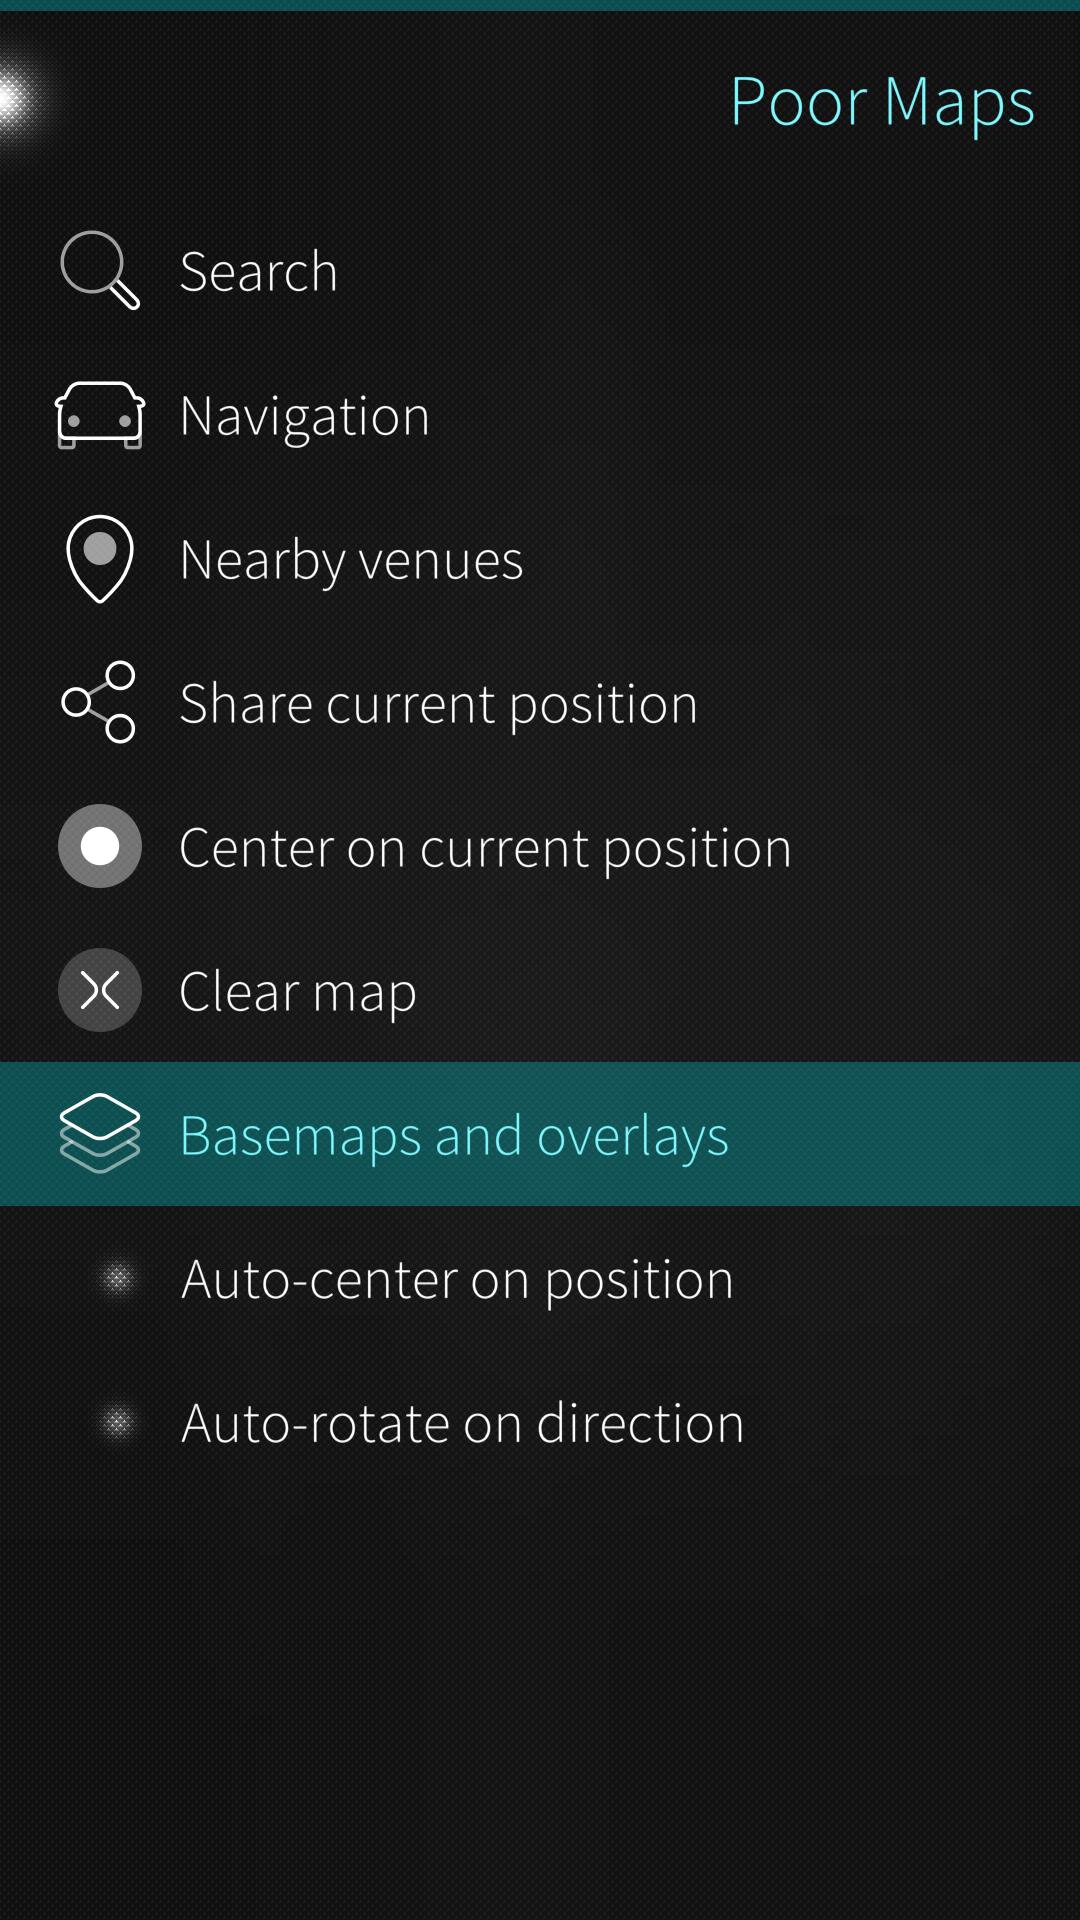 Poor Maps
Search
Navigation
Nearby venues
Share current position
Center on current position
Clear map
Basemaps and overlays
Auto-center on position
Auto-rotate on direction